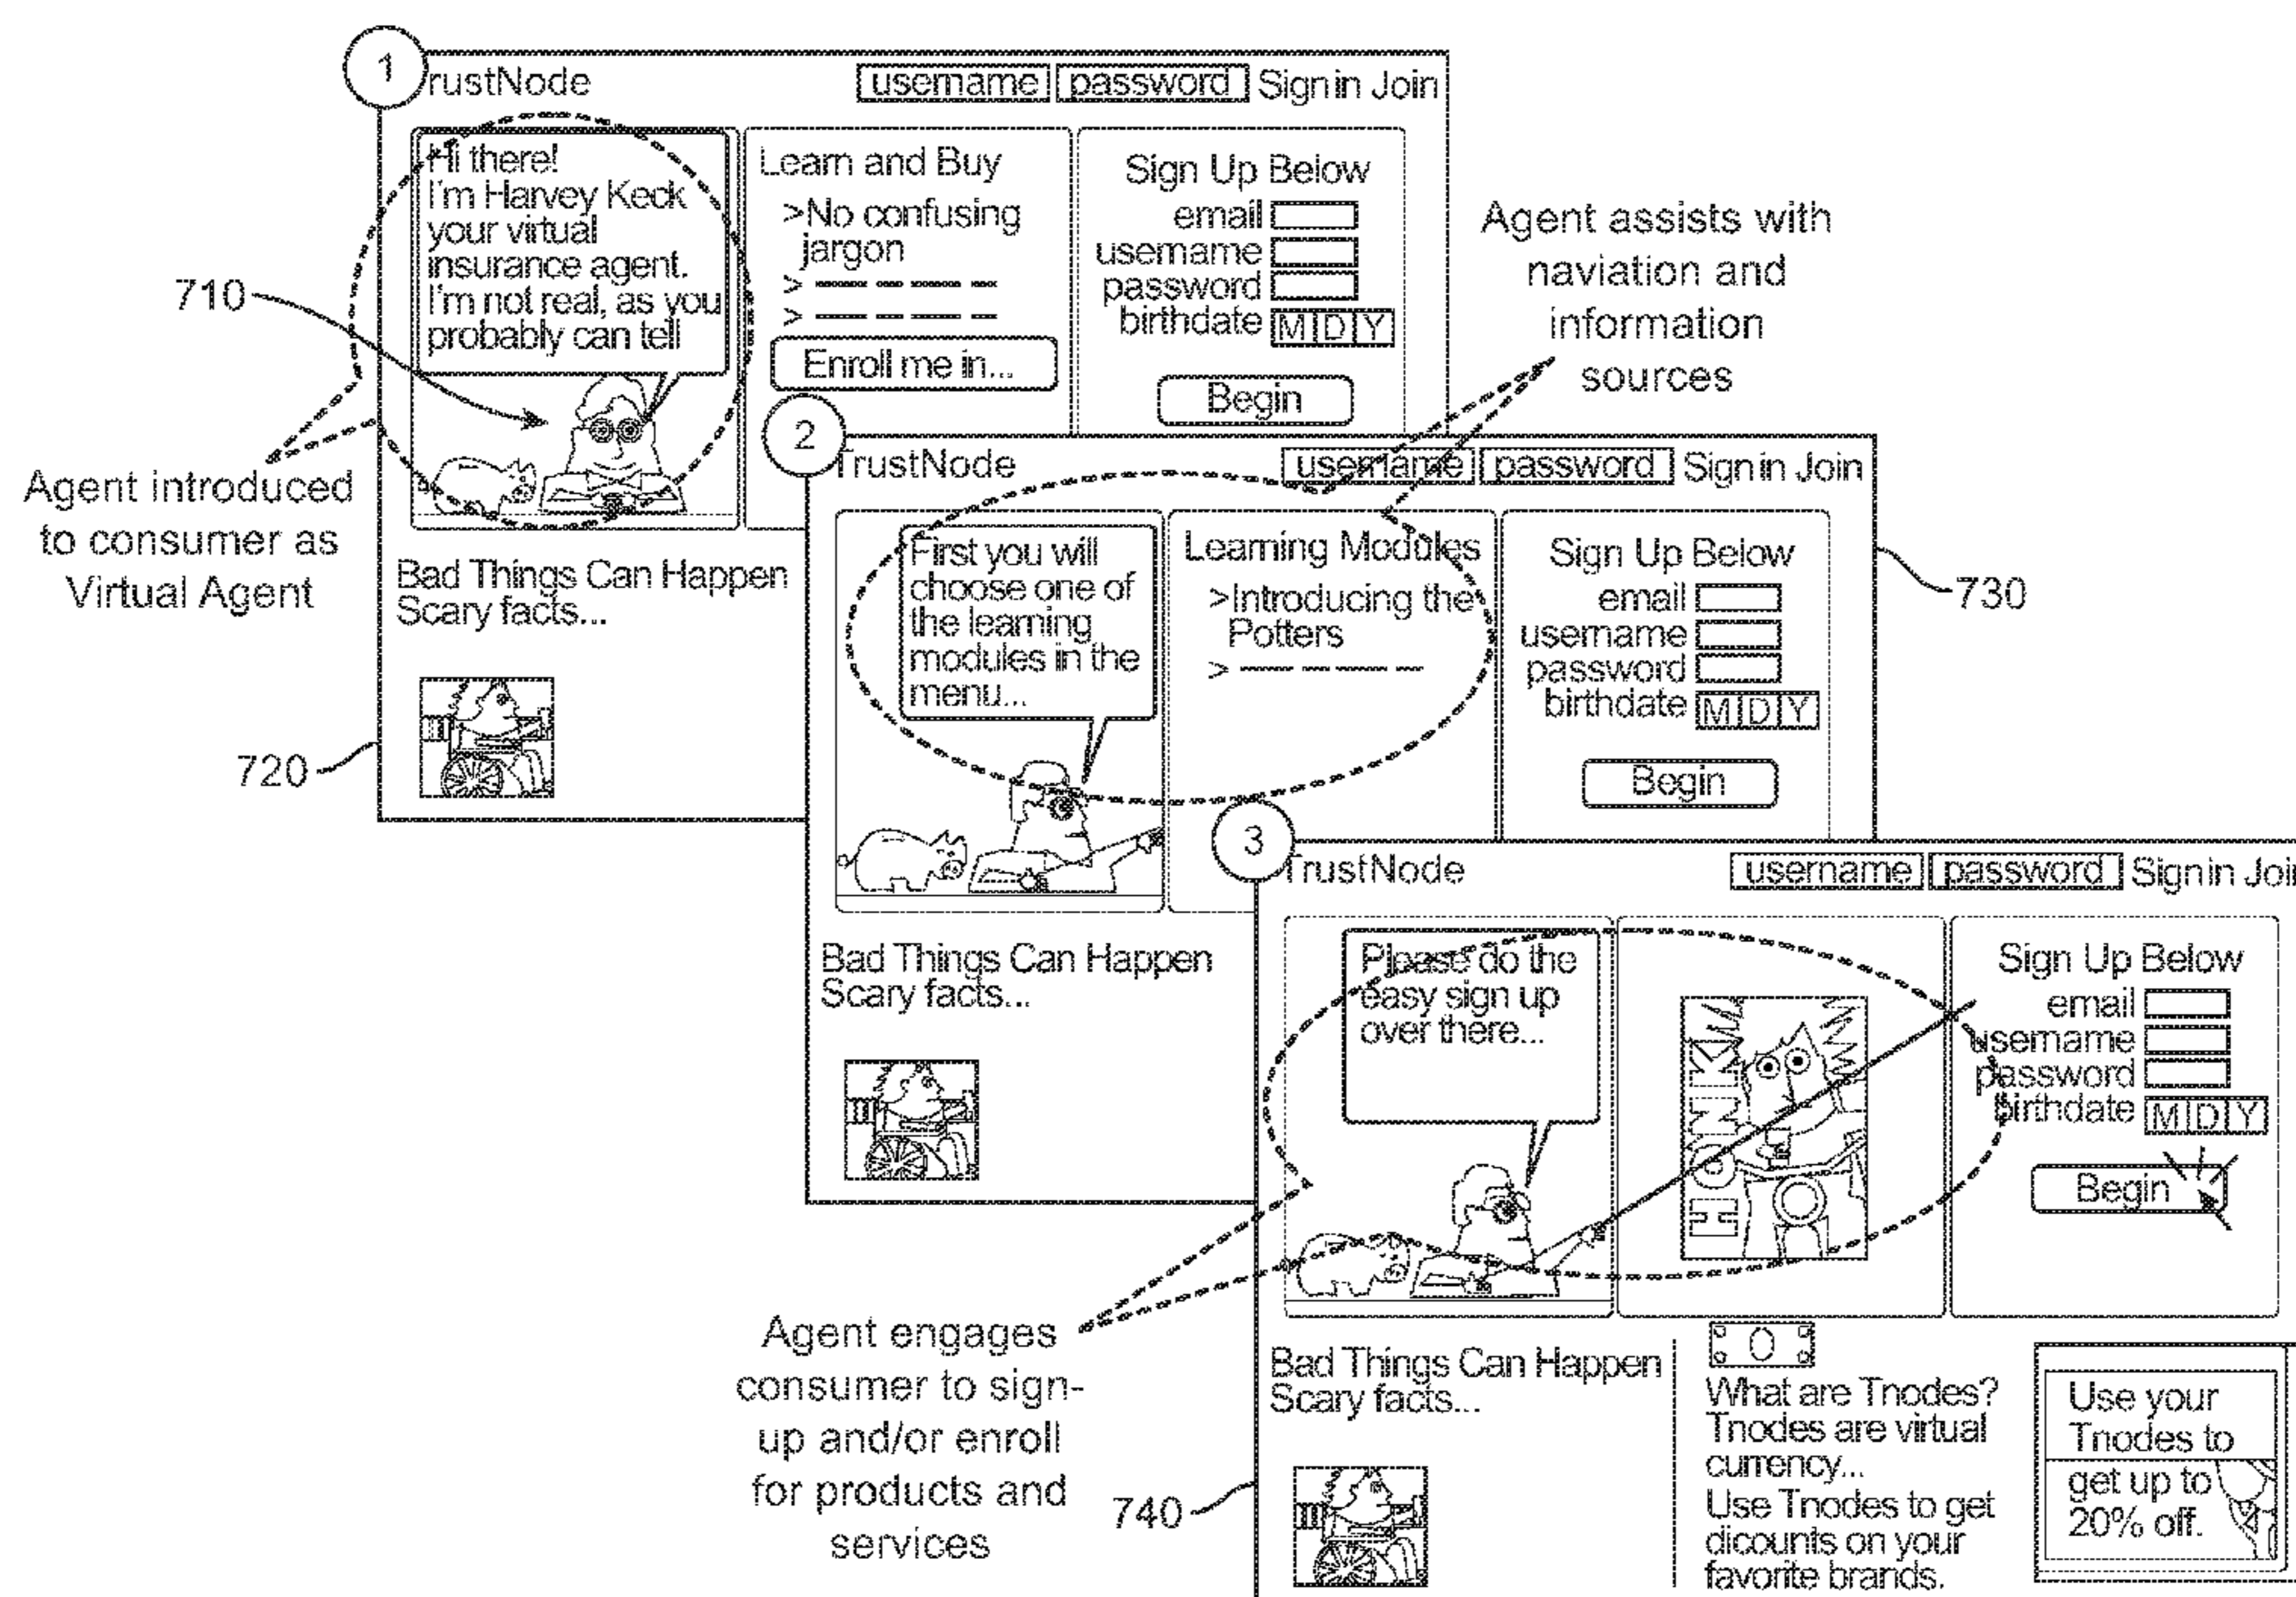 1
TrustNode
username password Sign in Join
Hi there!
I'm Harvey Keck
your virtual
insurance agent.
I'm not real, as you
probably can tell
Learn and Buy
>No confusing
jargon
>
>
Enroll me in...
Sign Up Below
email
username
password
birthdate M D Y
Begin
710
Agent introduced
to consumer as
Virtual Agent
Bad Things Can Happen
Scary facts...
720
Agent assists with
naviation and
information
sources
2
TrustNode
username password Sign in Join
First you will
choose one of
the learning
modules in the
menu...
Learning Modules
>Introducing the
Potters
>
Sign Up Below
email
username
password
birthdate M D Y
Begin
730
Bad Things Can Happen
Scary facts...
3
TrustNode
username password Sign in Join
Please do the
easy sign up
over there...
HONK
Sign Up Below
email
username
password
birthdate M D Y
Begin
Agent engages
consumer to sign-
up and/or enroll
for products and
services
740
Bad Things Can Happen
Scary facts...
What are Tnodes?
Tnodes are virtual
currency...
Use Tnodes to get
dicounts on your
favorite brands.
Use your
Tnodes to
get up to
20% off.